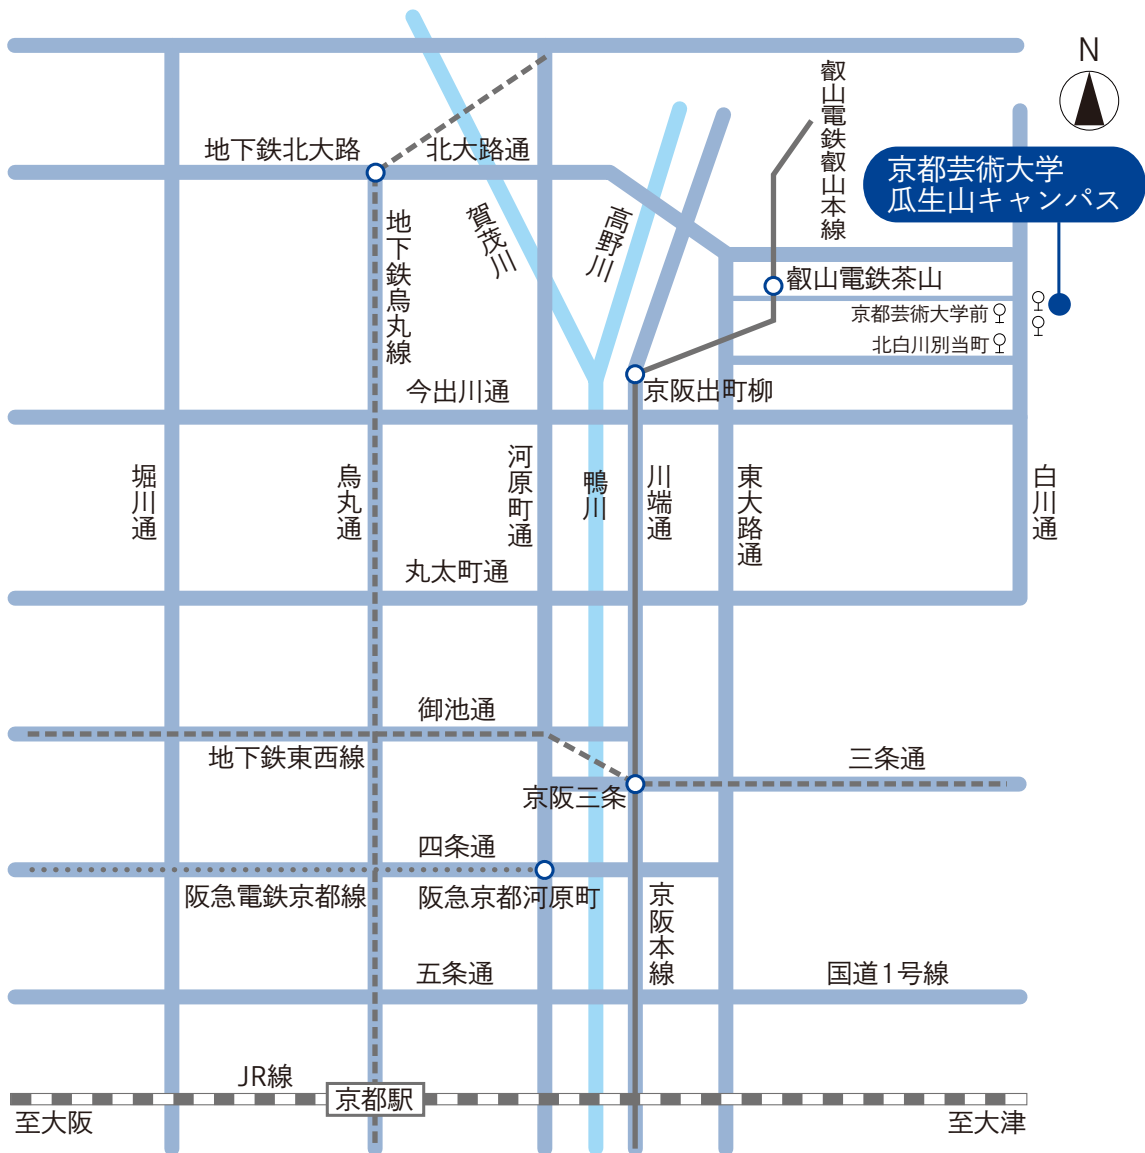 N
叡山電鉄叡山本線
地下鉄北大路
北大路通
京都芸術大学
瓜生山キャンパス
賀茂川
高野川
地下鉄烏丸線
叡山電鉄茶山
京都芸術大学前
北白川別当町
今出川通
京阪出町柳
堀川通
烏丸通
河原町通
鴨川
川端通
東大路通
白川通
丸太町通
御池通
地下鉄東西線
三条通
京阪三条
四条通
阪急電鉄京都線
阪急京都河原町
京阪本線
五条通
国道1号線
JR線
京都駅
至大阪
至大津